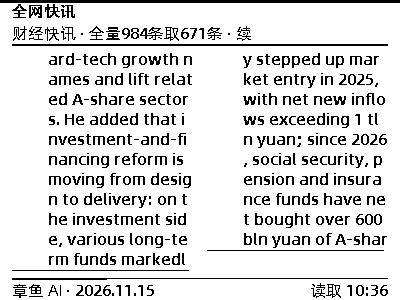 全网快讯
财经快讯 · 全量984条取671条 · 续
ard-tech growth n
ames and lift relat
ed A-share sector
s. He added that i
nvestment-and-fi
nancing reform is
moving from desig
n to delivery: on t
he investment sid
e, various long-te
rm funds markedl
y stepped up mar
ket entry in 2025,
with net new inflo
ws exceeding 1 tl
n yuan; since 2026
, social security, p
ension and insura
nce funds have ne
t bought over 600
bln yuan of A-shar
章鱼 AI · 2026.11.15
读取 10:36